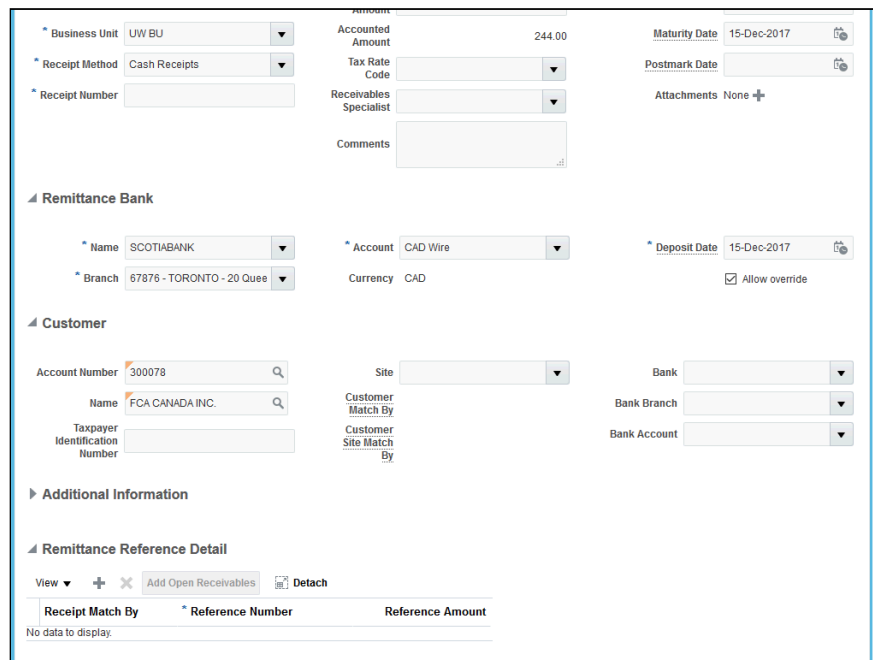 Amount
* Business Unit UW BU Accounted Amount 244.00 Maturity Date 15-Dec-2017
* Receipt Method Cash Receipts Tax Rate Code Postmark Date
* Receipt Number Receivables Specialist Attachments None
Comments
Remittance Bank
* Name SCOTIABANK * Account CAD Wire * Deposit Date 15-Dec-2017
* Branch 67876 - TORONTO - 20 Quee Currency CAD Allow override
Customer
Account Number 300078 Site Bank
Name FCA CANADA INC. Customer Match By Bank Branch
Taxpayer Identification Number Customer Site Match By Bank Account
Additional Information
Remittance Reference Detail
View Add Open Receivables Detach
Receipt Match By * Reference Number Reference Amount
No data to display.